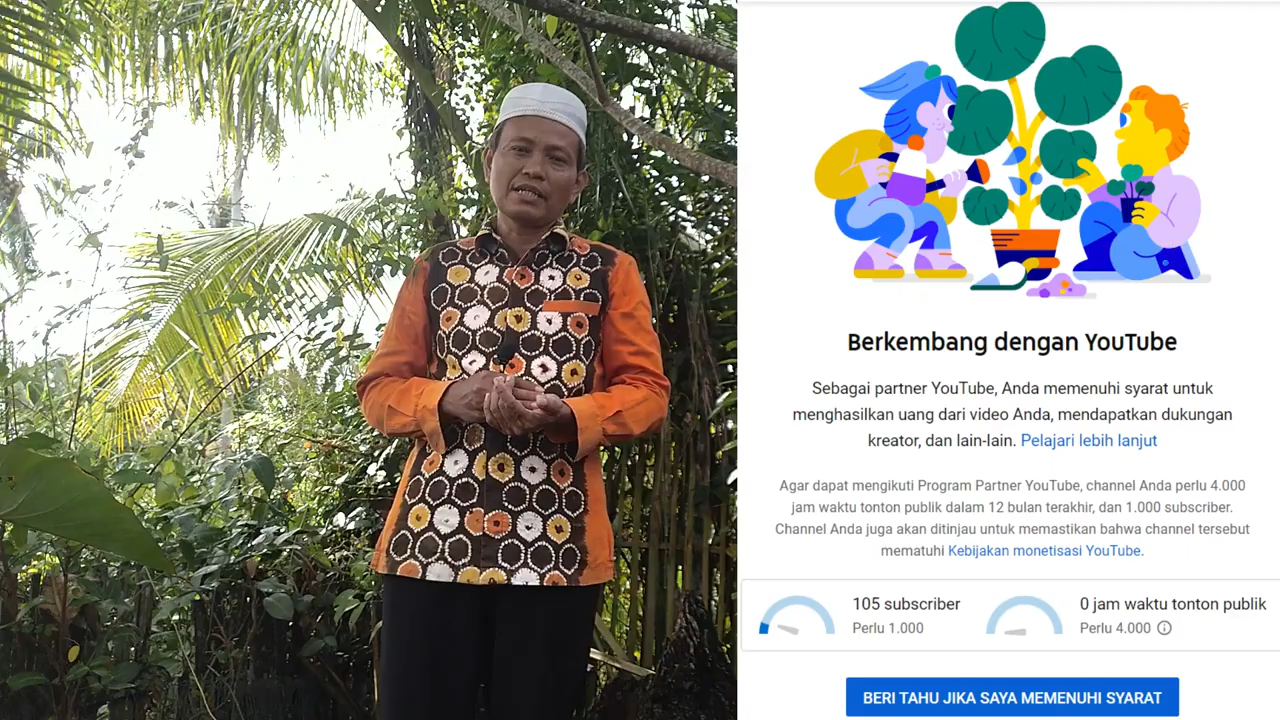 Berkembang dengan YouTube
Sebagai partner YouTube, Anda memenuhi syarat untuk
menghasilkan uang dari video Anda, mendapatkan dukungan
kreator, dan lain-lain. Pelajari lebih lanjut
Agar dapat mengikuti Program Partner YouTube, channel Anda perlu 4.000
jam waktu tonton publik dalam 12 bulan terakhir, dan 1.000 subscriber.
Channel Anda juga akan ditinjau untuk memastikan bahwa channel tersebut
mematuhi Kebijakan monetisasi YouTube.
105 subscriber
Perlu 1.000
0 jam waktu tonton publik
Perlu 4.000
BERI TAHU JIKA SAYA MEMENUHI SYARAT